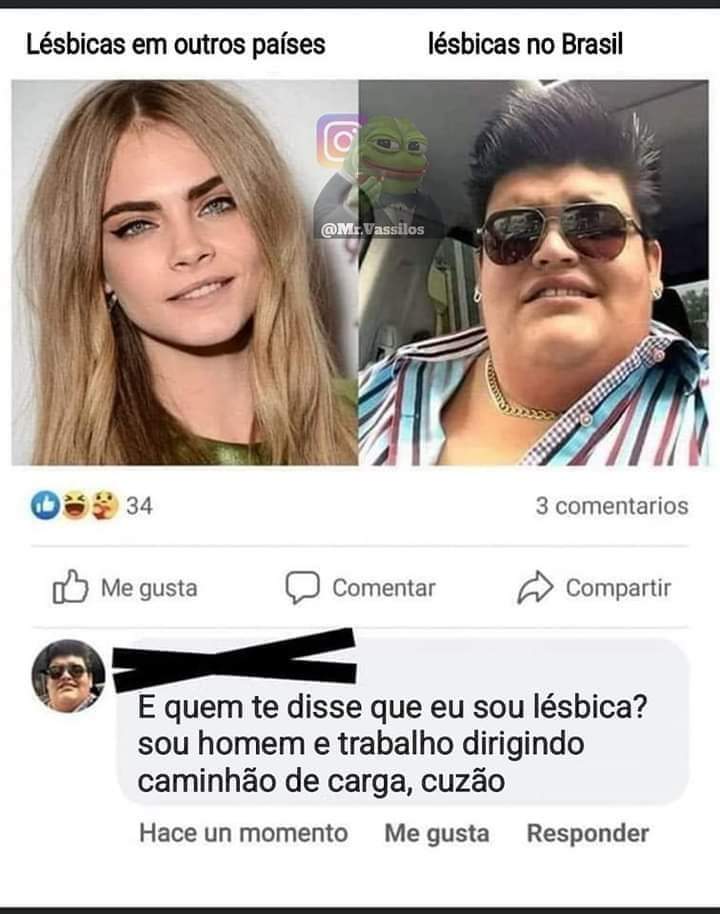 Lésbicas em outros países
lésbicas no Brasil
@Mr.Vassilos
34
3 comentarios
Me gusta
Comentar
Compartir
E quem te disse que eu sou lésbica?
sou homem e trabalho dirigindo
caminhão de carga, cuzão
Hace un momento Me gusta Responder